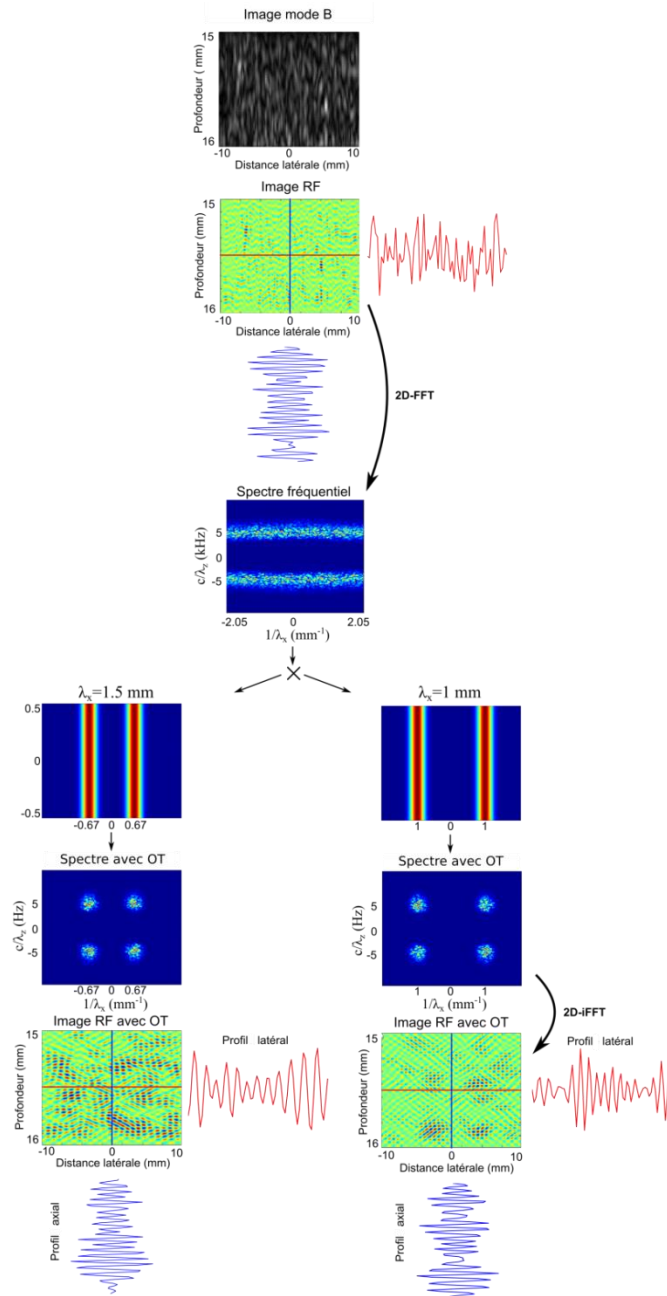 Image mode B
15
Profondeur ( mm)
16
-10 0 10
Distance latérale (mm)
Image RF
15
Profondeur (mm)
16
-10 0 10
Distance latérale (mm)
2D-FFT
Spectre fréquentiel
5
0
-5
c/λz (kHz)
-2.05 0 2.05
1/λx (mm⁻¹)
λx=1.5 mm
0.5
0
-0.5
-0.67 0 0.67
λx=1 mm
1 0 1
Spectre avec OT
5
0
-5
c/λz (Hz)
-0.67 0 0.67
1/λx (mm⁻¹)
Spectre avec OT
5
0
-5
c/λz (Hz)
1 0 1
1/λx (mm⁻¹)
2D-iFFT
Image RF avec OT
15
Profondeur (mm)
16
-10 0 10
Distance latérale (mm)
Profil latéral
Profil axial
Image RF avec OT
15
Profondeur (mm)
16
-10 0 10
Distance latérale (mm)
Profil latéral
Profil axial